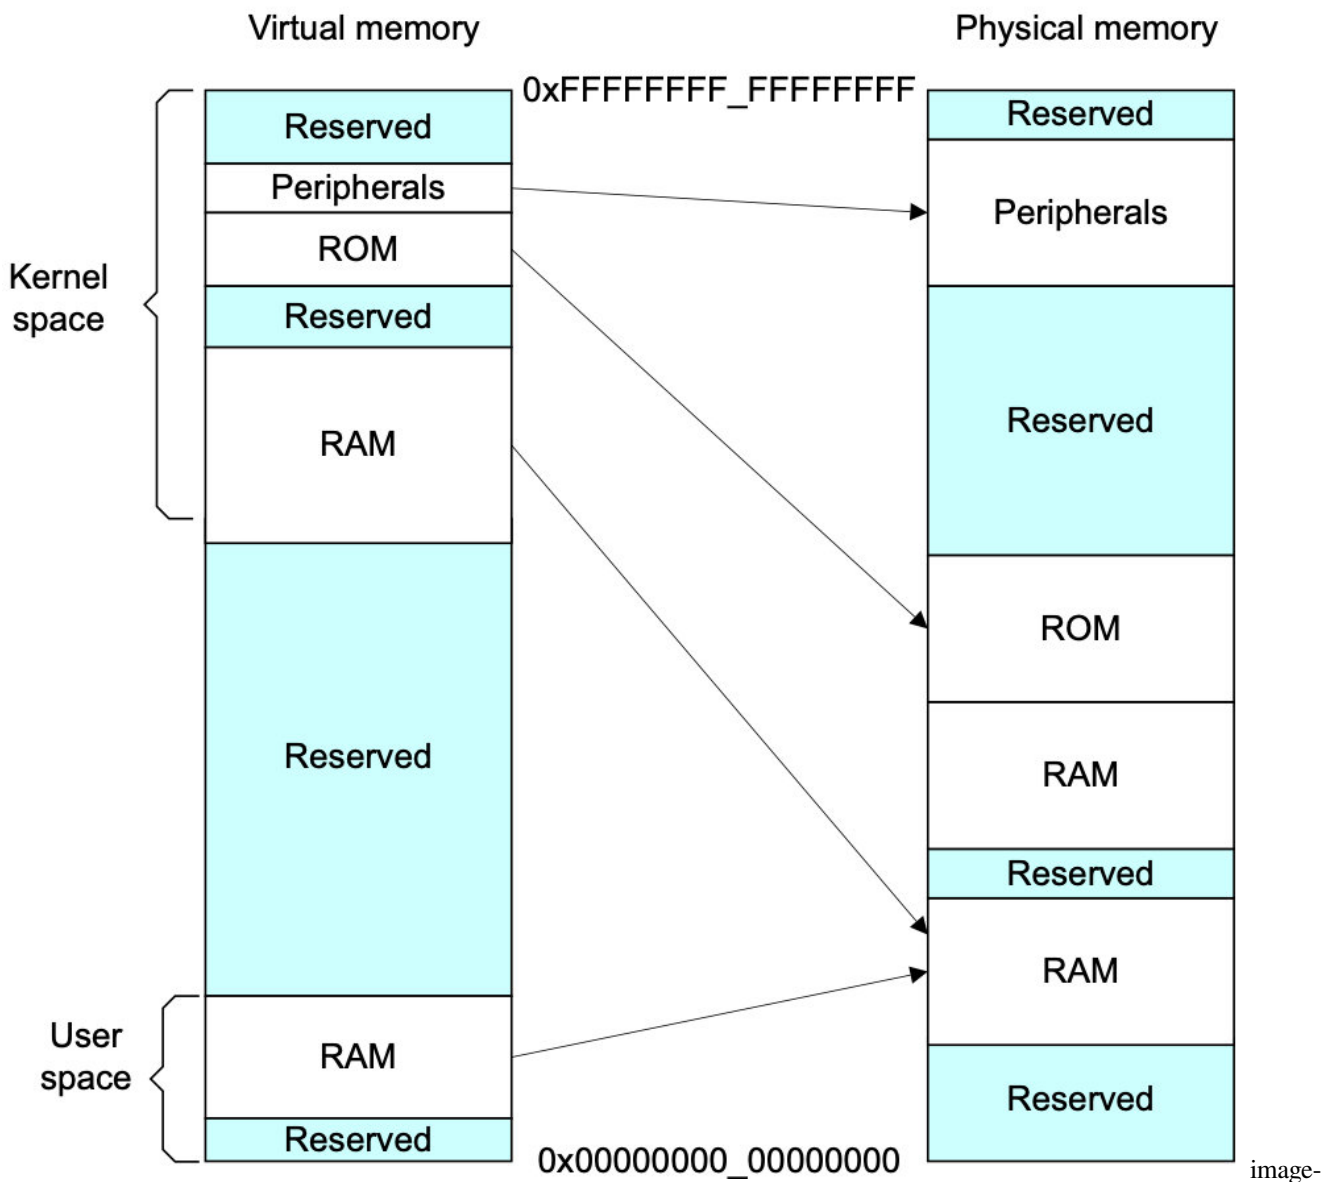 Virtual memory
Physical memory
0xFFFFFFFF_FFFFFFFF
Reserved
Peripherals
ROM
Reserved
RAM
Reserved
RAM
Reserved
Kernel
space
User
space
Reserved
Peripherals
Reserved
ROM
RAM
Reserved
RAM
Reserved
0x00000000_00000000
image-